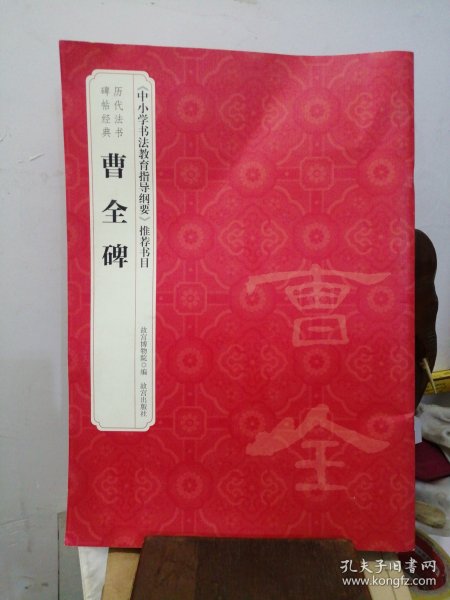 《中小学书法教育指导纲要》推荐书目
历代法书
碑帖经典
曹全碑
故宫博物院◎编 故宫出版社
曹全
孔夫子旧书网
www.kongfz.com